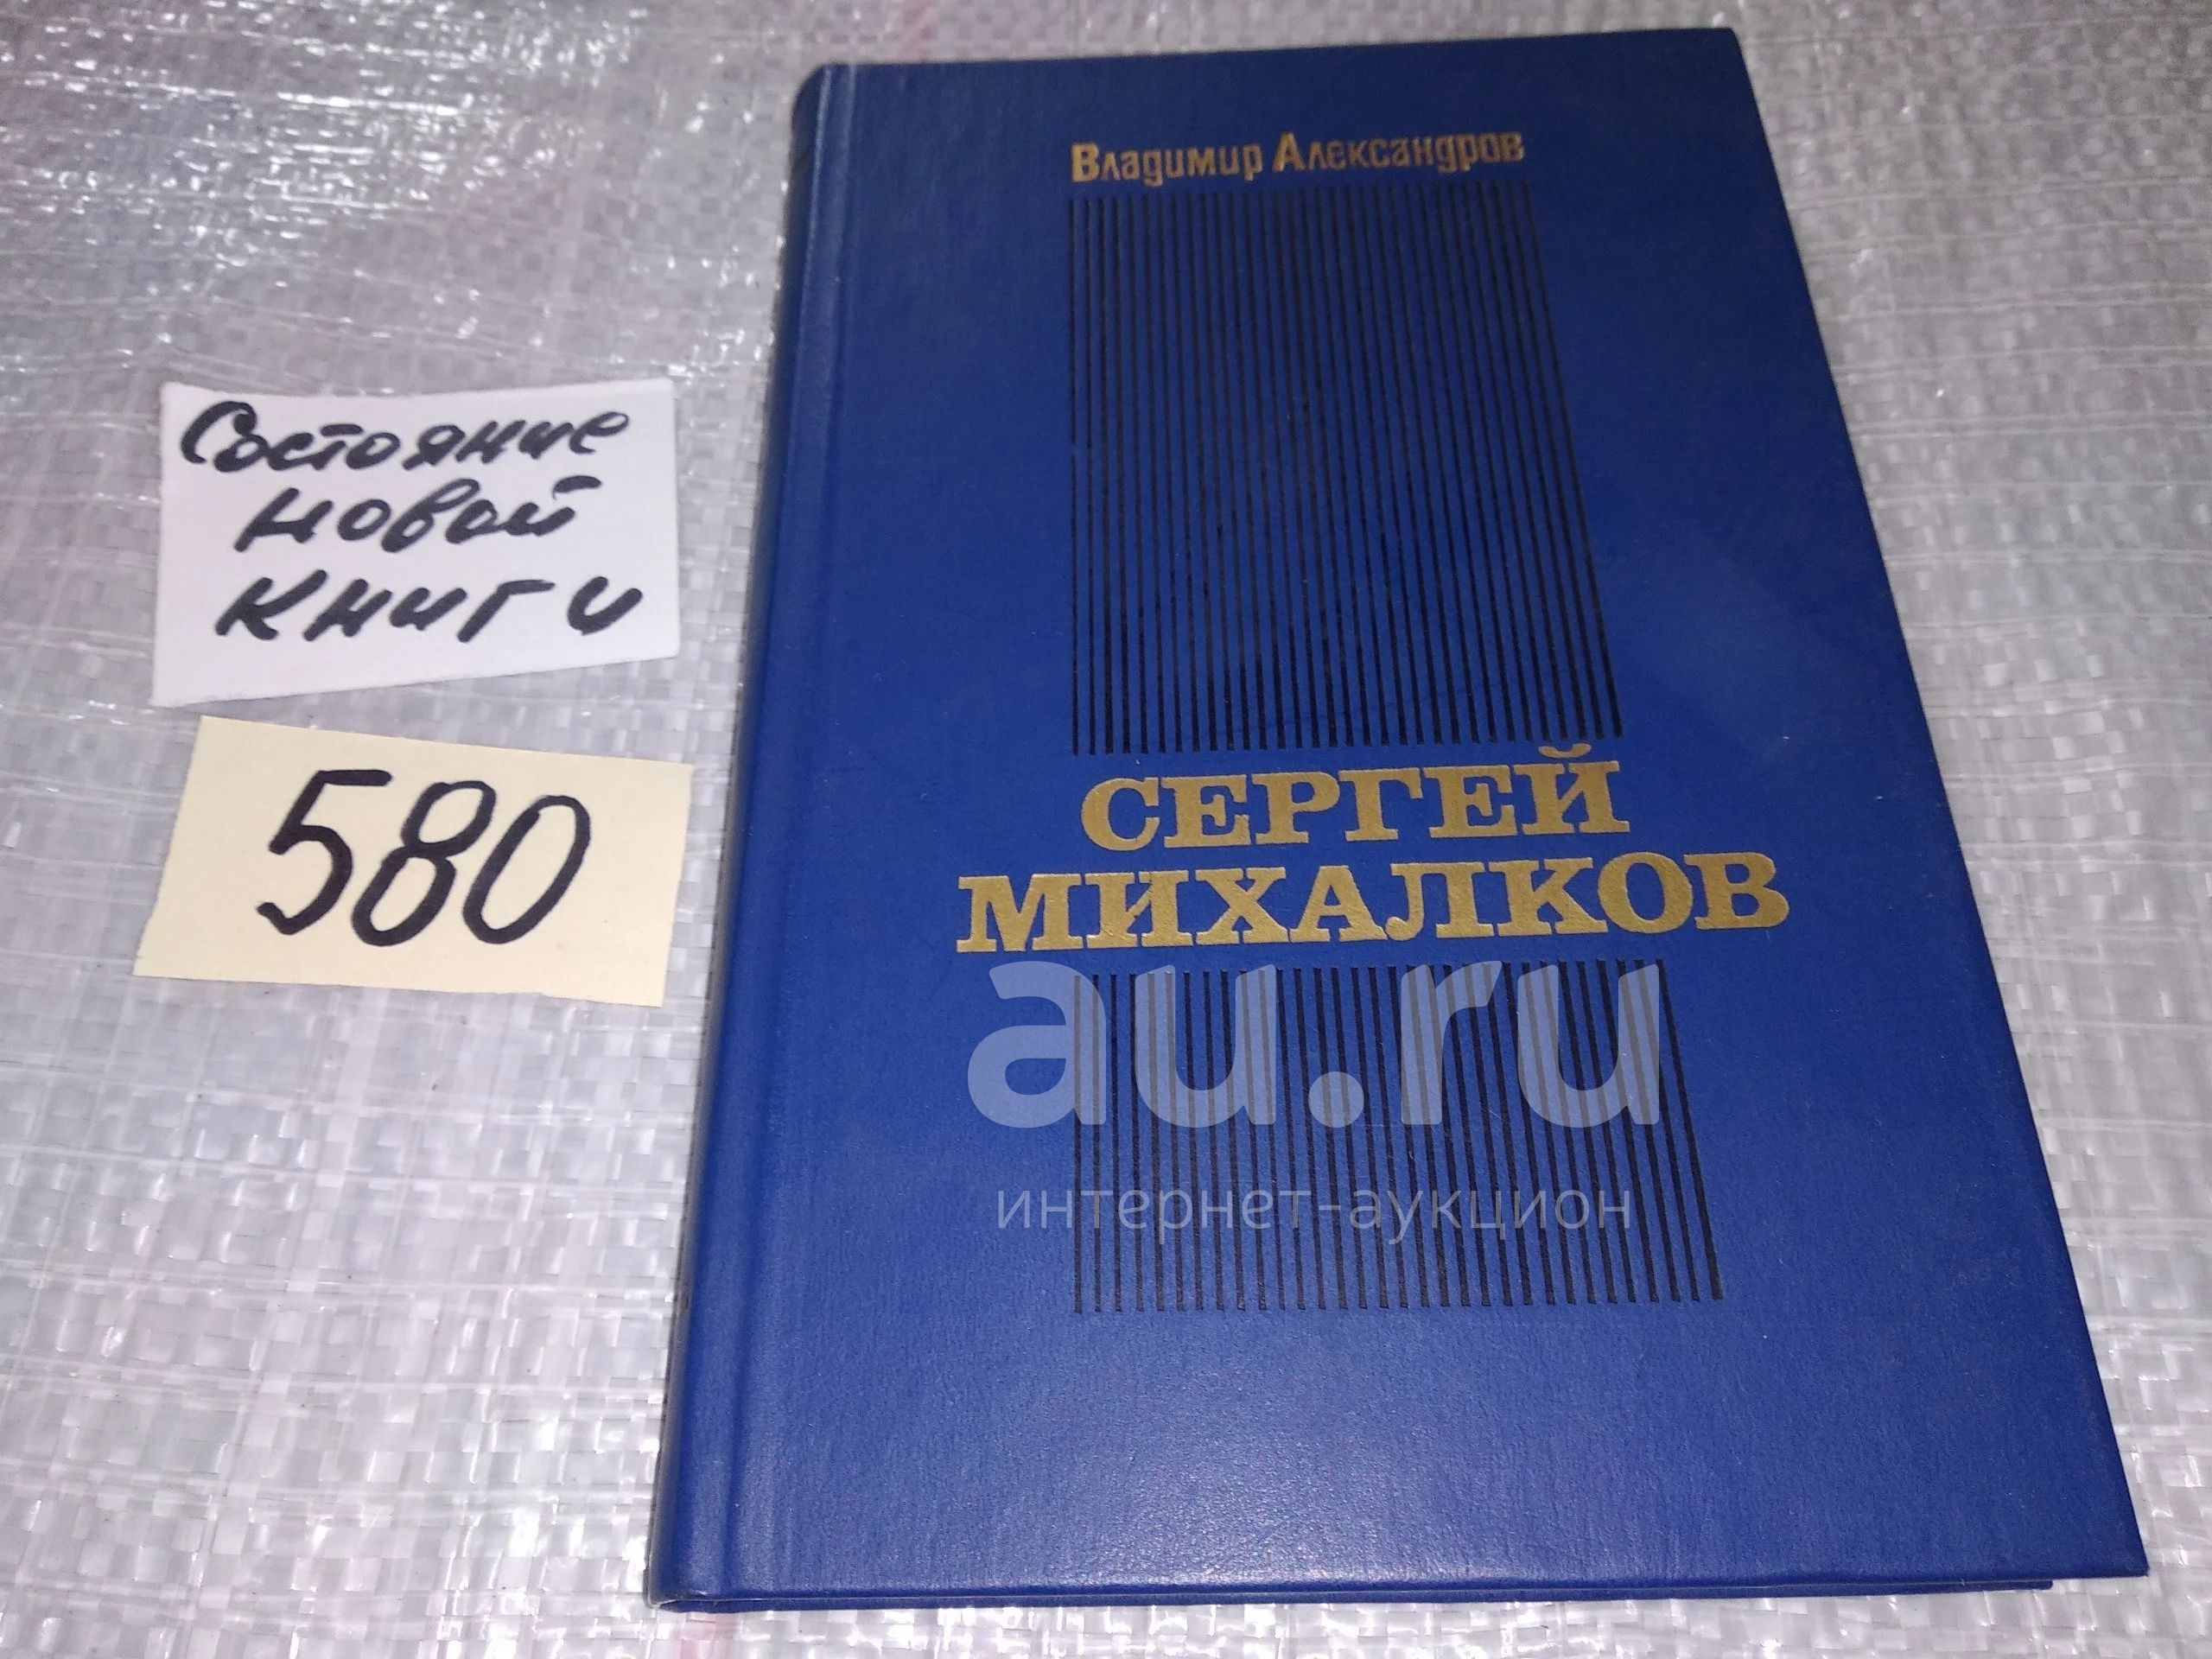 Владимир Александров
СЕРГЕЙ
МИХАЛКОВ
Состояние
новой
книги
580
au.ru
интернет-аукцион